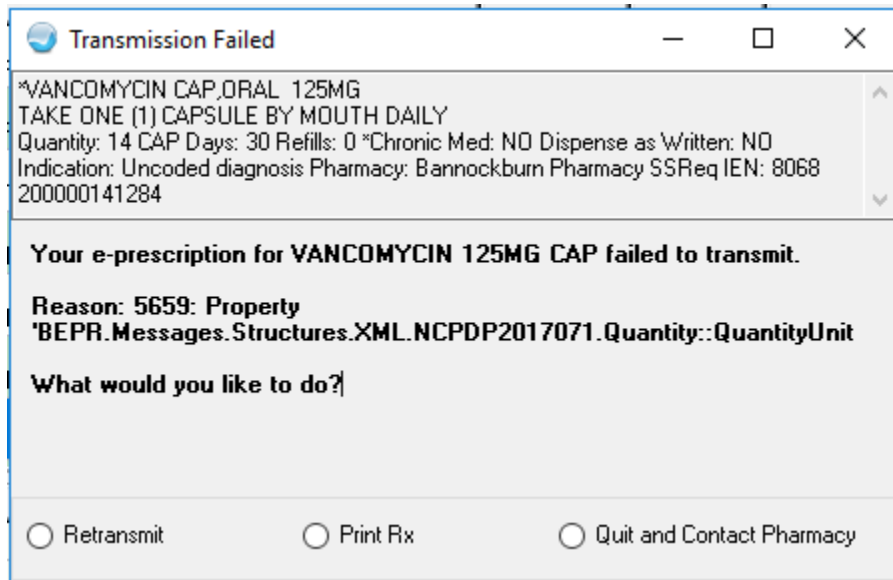 Transmission Failed
*VANCOMYCIN CAP,ORAL 125MG
TAKE ONE (1) CAPSULE BY MOUTH DAILY
Quantity: 14 CAP Days: 30 Refills: 0 *Chronic Med: NO Dispense as Written: NO
Indication: Uncoded diagnosis Pharmacy: Bannockburn Pharmacy SSReq IEN: 8068
200000141284
Your e-prescription for VANCOMYCIN 125MG CAP failed to transmit.
Reason: 5659: Property
'BEPR.Messages.Structures.XML.NCPDP2017071.Quantity::QuantityUnit
What would you like to do?
Retransmit Print Rx Quit and Contact Pharmacy